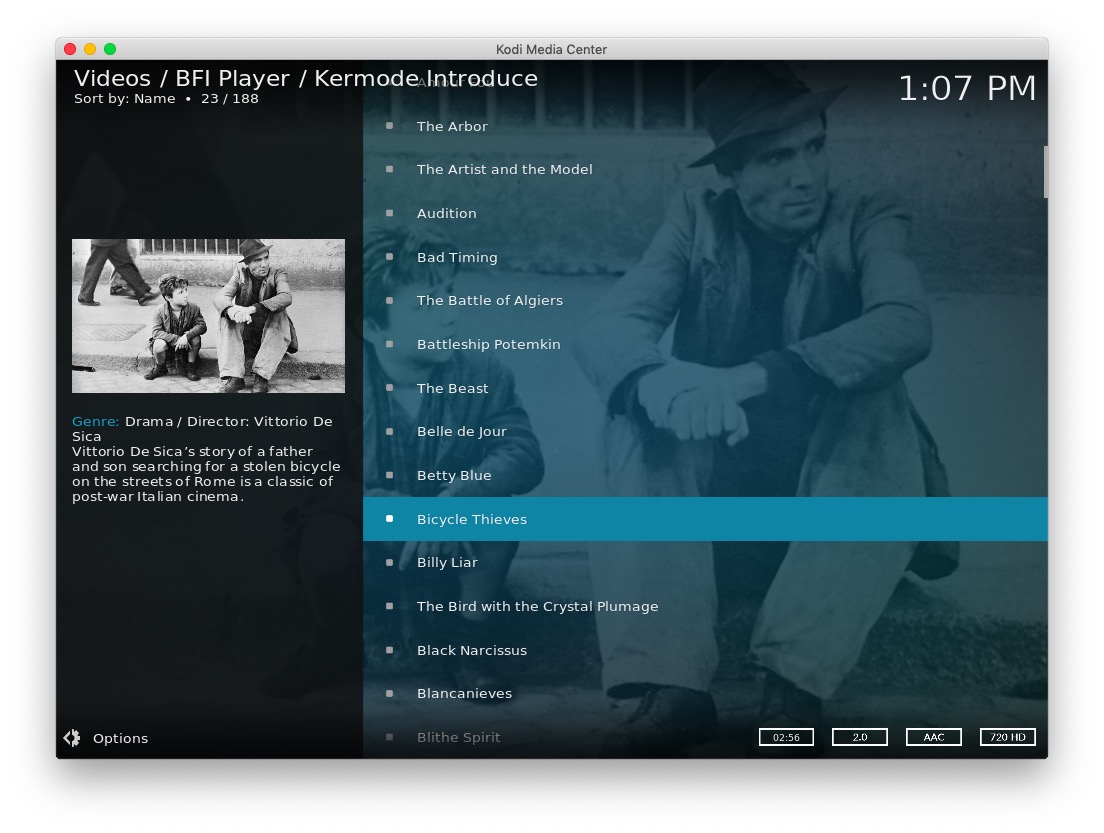 Kodi Media Center
Videos / BFI Player / Kermode Introduce
Sort by: Name • 23 / 188
1:07 PM
The Arbor
The Artist and the Model
Audition
Bad Timing
The Battle of Algiers
Battleship Potemkin
The Beast
Belle de Jour
Betty Blue
Bicycle Thieves
Billy Liar
The Bird with the Crystal Plumage
Black Narcissus
Blancanieves
Blithe Spirit
Genre: Drama / Director: Vittorio De
Sica
Vittorio De Sica's story of a father
and son searching for a stolen bicycle
on the streets of Rome is a classic of
post-war Italian cinema.
Options
02:56
2.0
AAC
720 HD